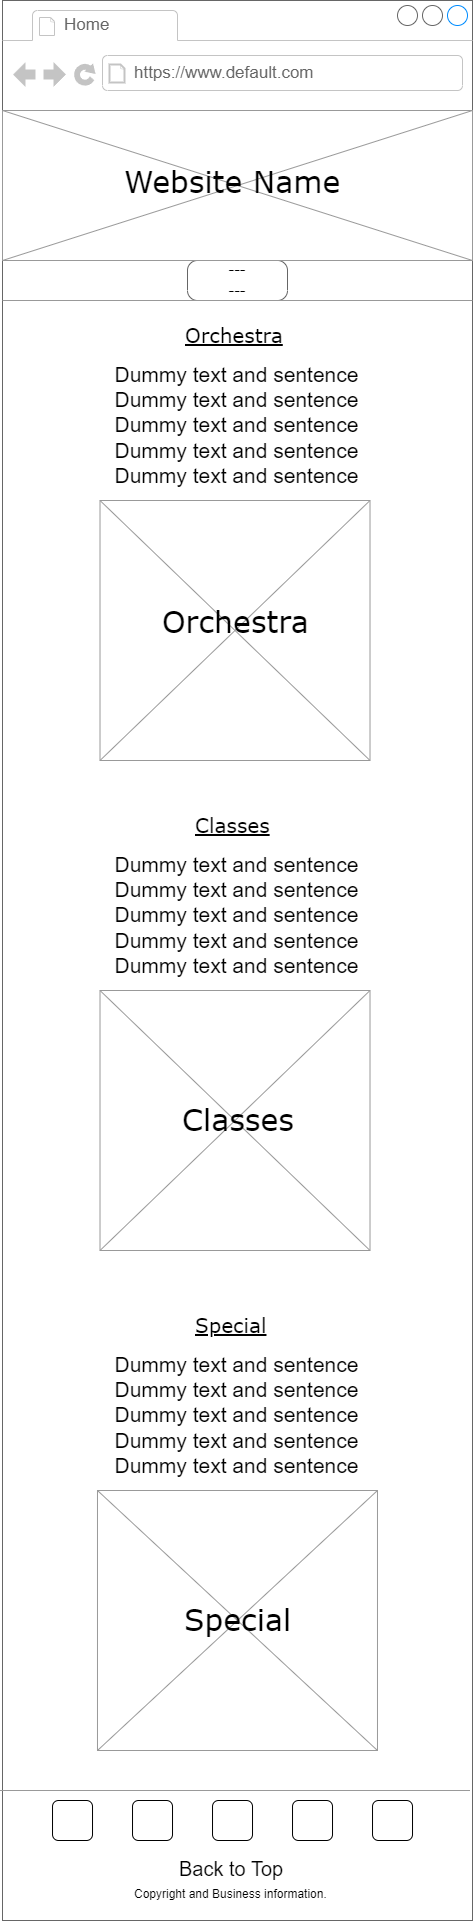 Home
https://www.default.com
Website Name
---
---
Orchestra
Dummy text and sentence
Dummy text and sentence
Dummy text and sentence
Dummy text and sentence
Dummy text and sentence
Orchestra
Classes
Dummy text and sentence
Dummy text and sentence
Dummy text and sentence
Dummy text and sentence
Dummy text and sentence
Classes
Special
Dummy text and sentence
Dummy text and sentence
Dummy text and sentence
Dummy text and sentence
Dummy text and sentence
Special
Back to Top
Copyright and Business information.